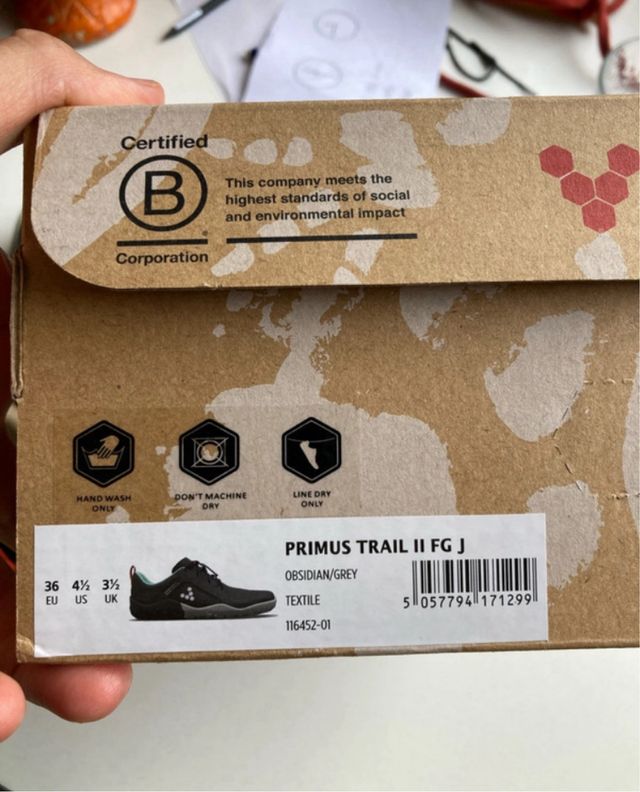 Certified
B
®
Corporation
This company meets the
highest standards of social
and environmental impact
HAND WASH
ONLY
DON'T MACHINE
DRY
LINE DRY
ONLY
36 4½ 3½
EU US UK
PRIMUS TRAIL II FG J
OBSIDIAN/GREY
TEXTILE
116452-01
5 057794 171299